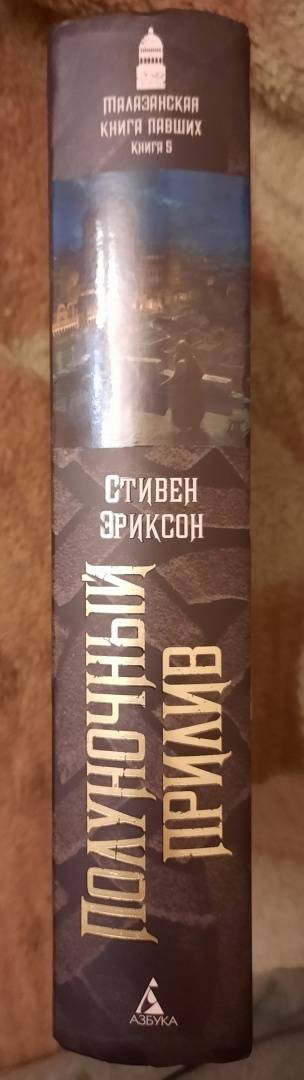 Малазанская
книга павших
книга 5
Стивен
Эриксон
Полуночный
прилив
АЗБУКА